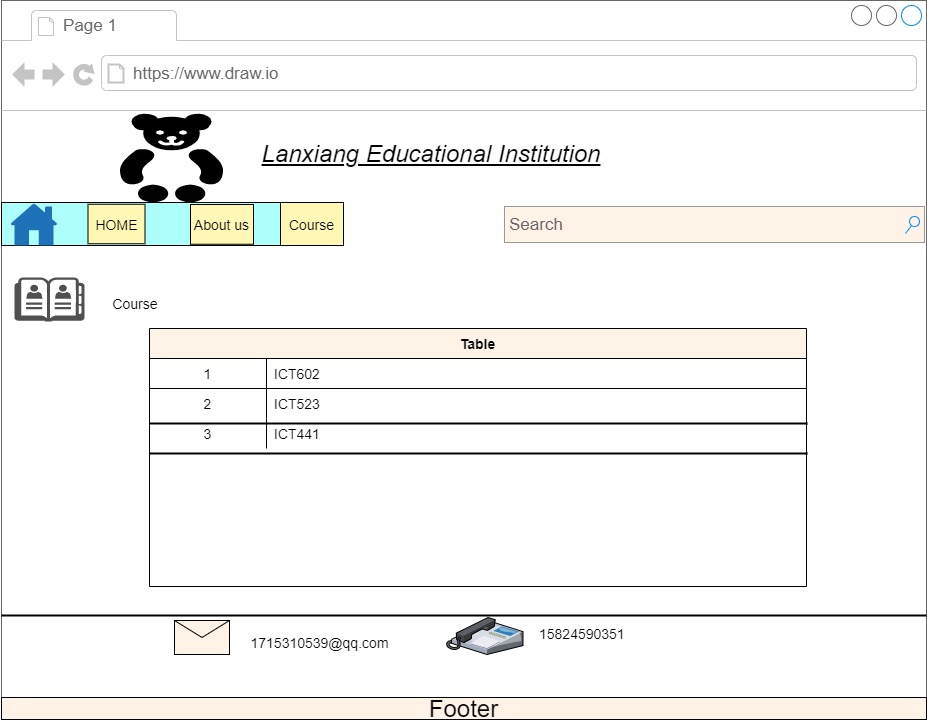 Page 1
https://www.draw.io
Lanxiang Educational Institution
HOME About us Course Search
Course
Table
1 ICT602
2 ICT523
3 ICT441
1715310539@qq.com 15824590351
Footer